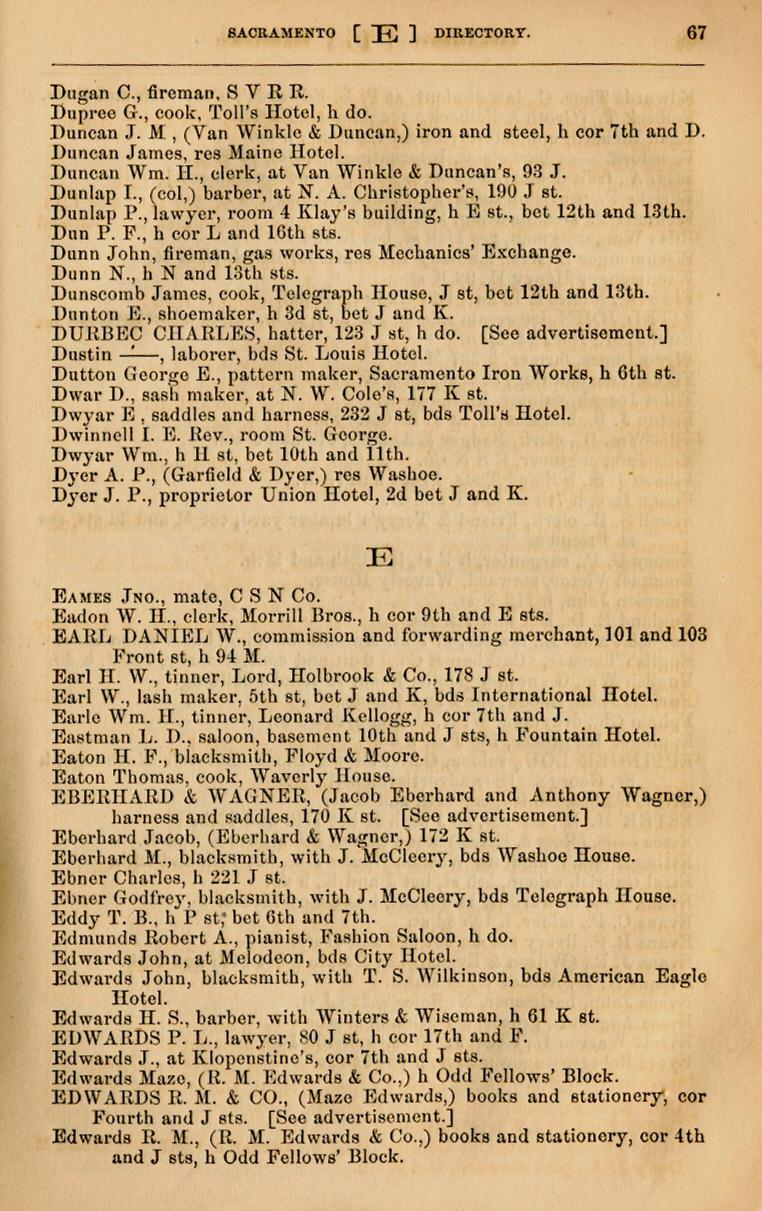 SACRAMENTO [ E ] DIRECTORY. 67
Dugan C., fireman, S V R R.
Dupree G., cook, Toll's Hotel, h do.
Duncan J. M , (Van Winkle & Duncan,) iron and steel, h cor 7th and D.
Duncan James, res Maine Hotel.
Duncan Wm. H., clerk, at Van Winkle & Duncan's, 93 J.
Dunlap I., (col,) barber, at N. A. Christopher's, 190 J st.
Dunlap P., lawyer, room 4 Klay's building, h E st., bet 12th and 13th.
Dun P. F., h cor L and 16th sts.
Dunn John, fireman, gas works, res Mechanics' Exchange.
Dunn N., h N and 13th sts.
Dunscomb James, cook, Telegraph House, J st, bet 12th and 13th.
Dunton E., shoemaker, h 3d st, bet J and K.
DURBEC CHARLES, hatter, 123 J st, h do. [See advertisement.]
Dustin ——, laborer, bds St. Louis Hotel.
Dutton George E., pattern maker, Sacramento Iron Works, h 6th st.
Dwar D., sash maker, at N. W. Cole's, 177 K st.
Dwyar E , saddles and harness, 232 J st, bds Toll's Hotel.
Dwinnell I. E. Rev., room St. George.
Dwyar Wm., h H st, bet 10th and 11th.
Dyer A. P., (Garfield & Dyer,) res Washoe.
Dyer J. P., proprietor Union Hotel, 2d bet J and K.
E
EAMES JNO., mate, C S N Co.
Eadon W. H., clerk, Morrill Bros., h cor 9th and E sts.
EARL DANIEL W., commission and forwarding merchant, 101 and 103
Front st, h 94 M.
Earl H. W., tinner, Lord, Holbrook & Co., 178 J st.
Earl W., lash maker, 5th st, bet J and K, bds International Hotel.
Earle Wm. H., tinner, Leonard Kellogg, h cor 7th and J.
Eastman L. D., saloon, basement 10th and J sts, h Fountain Hotel.
Eaton H. F., blacksmith, Floyd & Moore.
Eaton Thomas, cook, Waverly House.
EBERHARD & WAGNER, (Jacob Eberhard and Anthony Wagner,)
harness and saddles, 170 K st. [See advertisement.]
Eberhard Jacob, (Eberhard & Wagner,) 172 K st.
Eberhard M., blacksmith, with J. McCleery, bds Washoe House.
Ebner Charles, h 221 J st.
Ebner Godfrey, blacksmith, with J. McCleery, bds Telegraph House.
Eddy T. B., h P st, bet 6th and 7th.
Edmunds Robert A., pianist, Fashion Saloon, h do.
Edwards John, at Melodeon, bds City Hotel.
Edwards John, blacksmith, with T. S. Wilkinson, bds American Eagle
Hotel.
Edwards H. S., barber, with Winters & Wiseman, h 61 K st.
EDWARDS P. L., lawyer, 80 J st, h cor 17th and F.
Edwards J., at Klopenstine's, cor 7th and J sts.
Edwards Maze, (R. M. Edwards & Co.,) h Odd Fellows' Block.
EDWARDS R. M. & CO., (Maze Edwards,) books and stationery, cor
Fourth and J sts. [See advertisement.]
Edwards R. M., (R. M. Edwards & Co.,) books and stationery, cor 4th
and J sts, h Odd Fellows' Block.